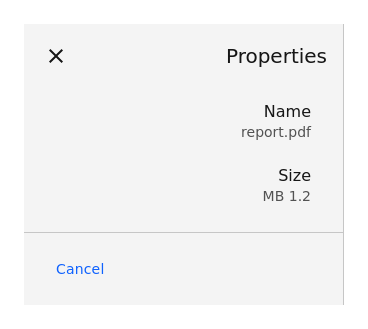 Properties
Name
report.pdf
Size
MB 1.2
Cancel